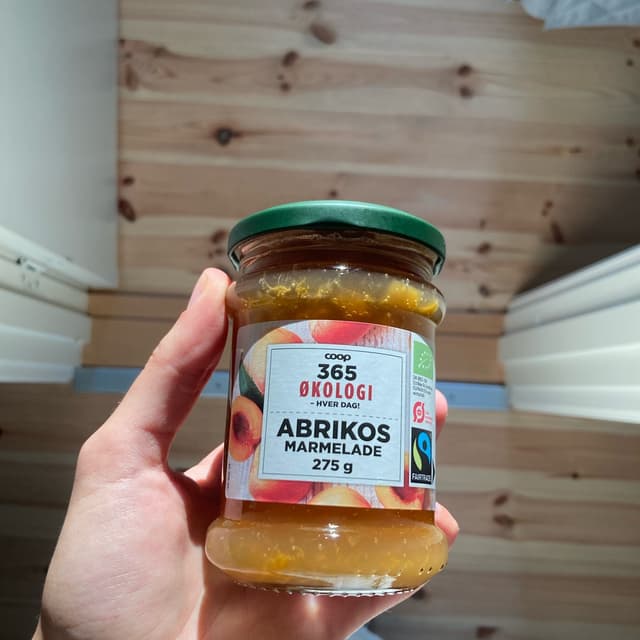 coop
365
ØKOLOGI
- HVER DAG!
ABRIKOS
MARMELADE
275 g
FAIRTRADE